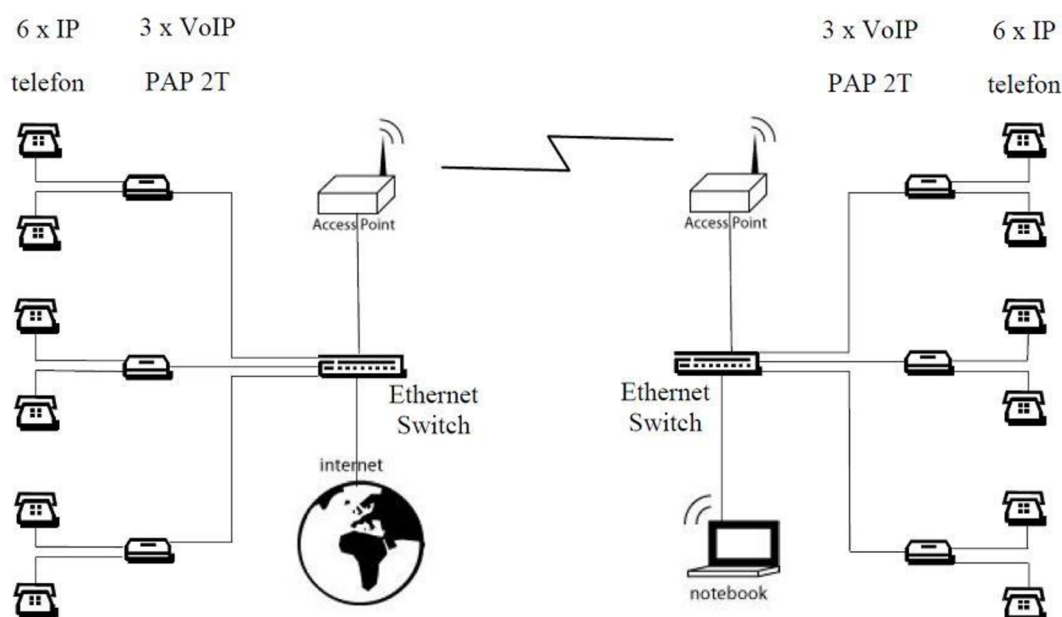 6 x IP
telefon
3 x VoIP
PAP 2T
3 x VoIP
PAP 2T
6 x IP
telefon
Access Point
Access Point
Ethernet
Switch
Ethernet
Switch
internet
notebook